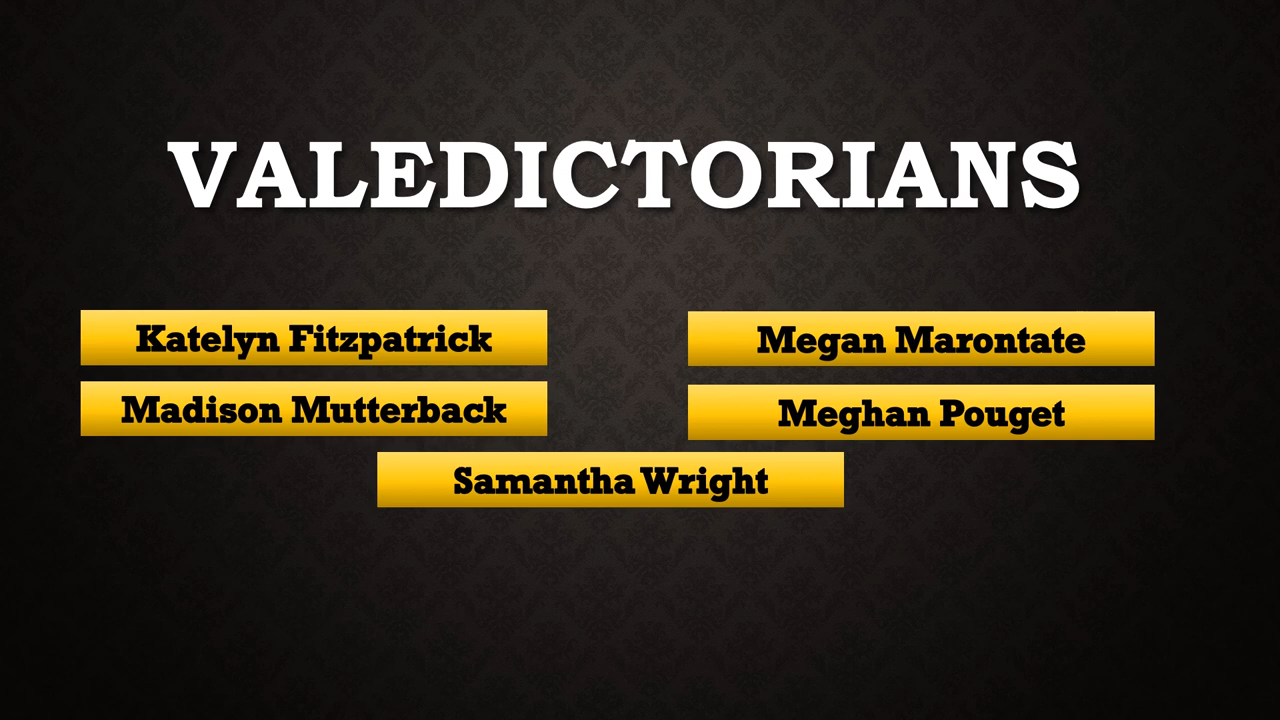 VALEDICTORIANS
Katelyn Fitzpatrick
Megan Marontate
Madison Mutterback
Meghan Pouget
Samantha Wright